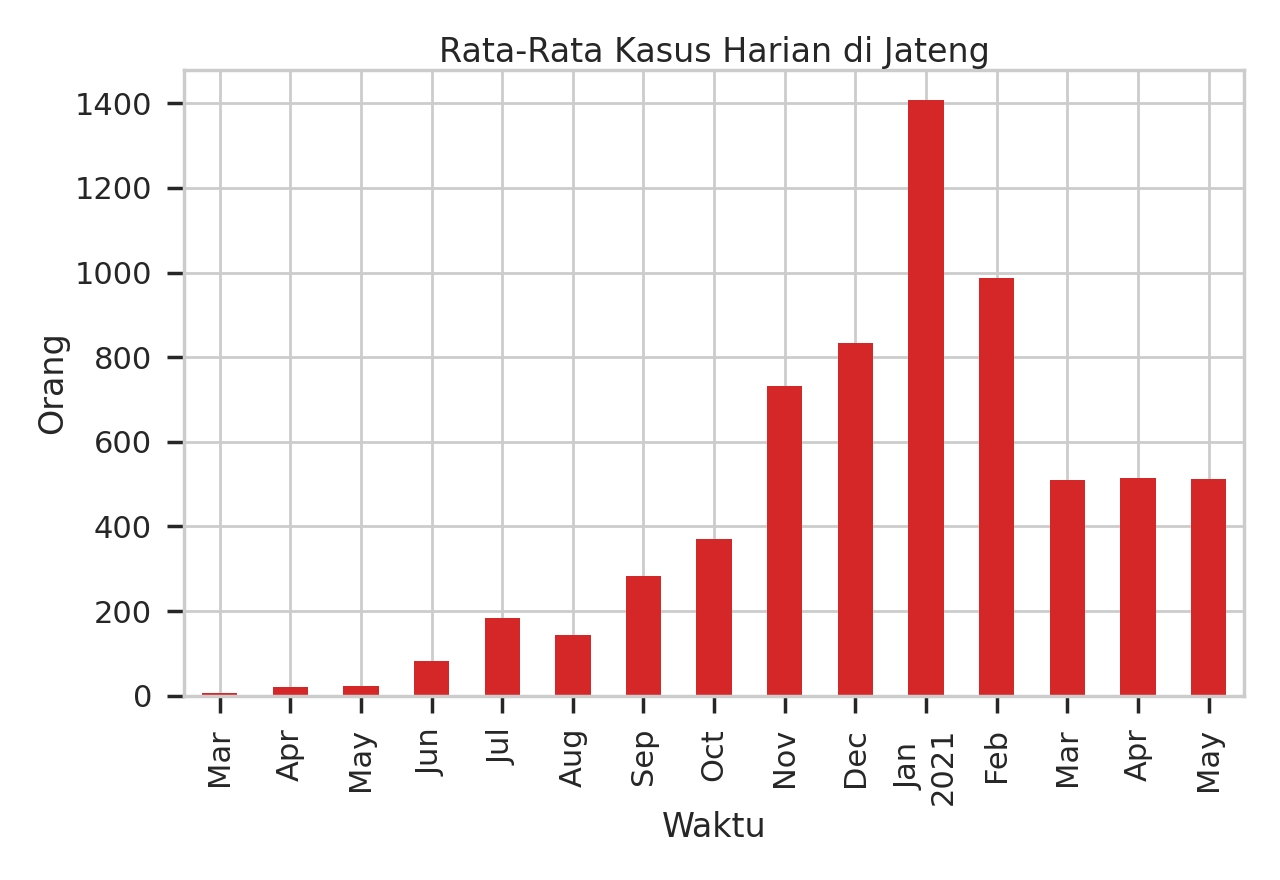 Rata-Rata Kasus Harian di Jateng
1400
1200
1000
800
600
400
200
0
Orang
Mar
Apr
May
Jun
Jul
Aug
Sep
Oct
Nov
Dec
Jan
2021
Feb
Mar
Apr
May
Waktu